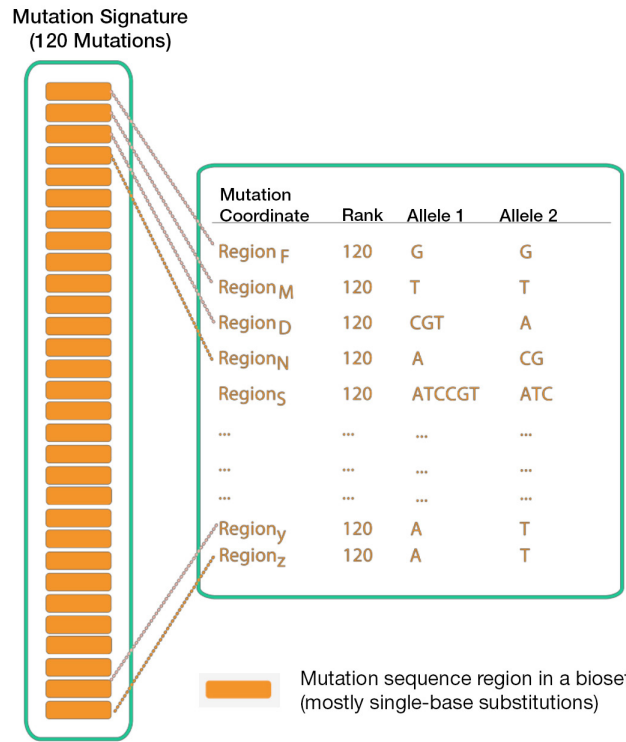 Mutation Signature
(120 Mutations)
Mutation
Coordinate Rank Allele 1 Allele 2
Region F 120 G G
Region M 120 T T
Region D 120 CGT A
Region N 120 A CG
Region S 120 ATCCGT ATC
... ... ... ...
... ... ... ...
... ... ... ...
Region y 120 A T
Region z 120 A T
Mutation sequence region in a
(mostly single-base substitutions)